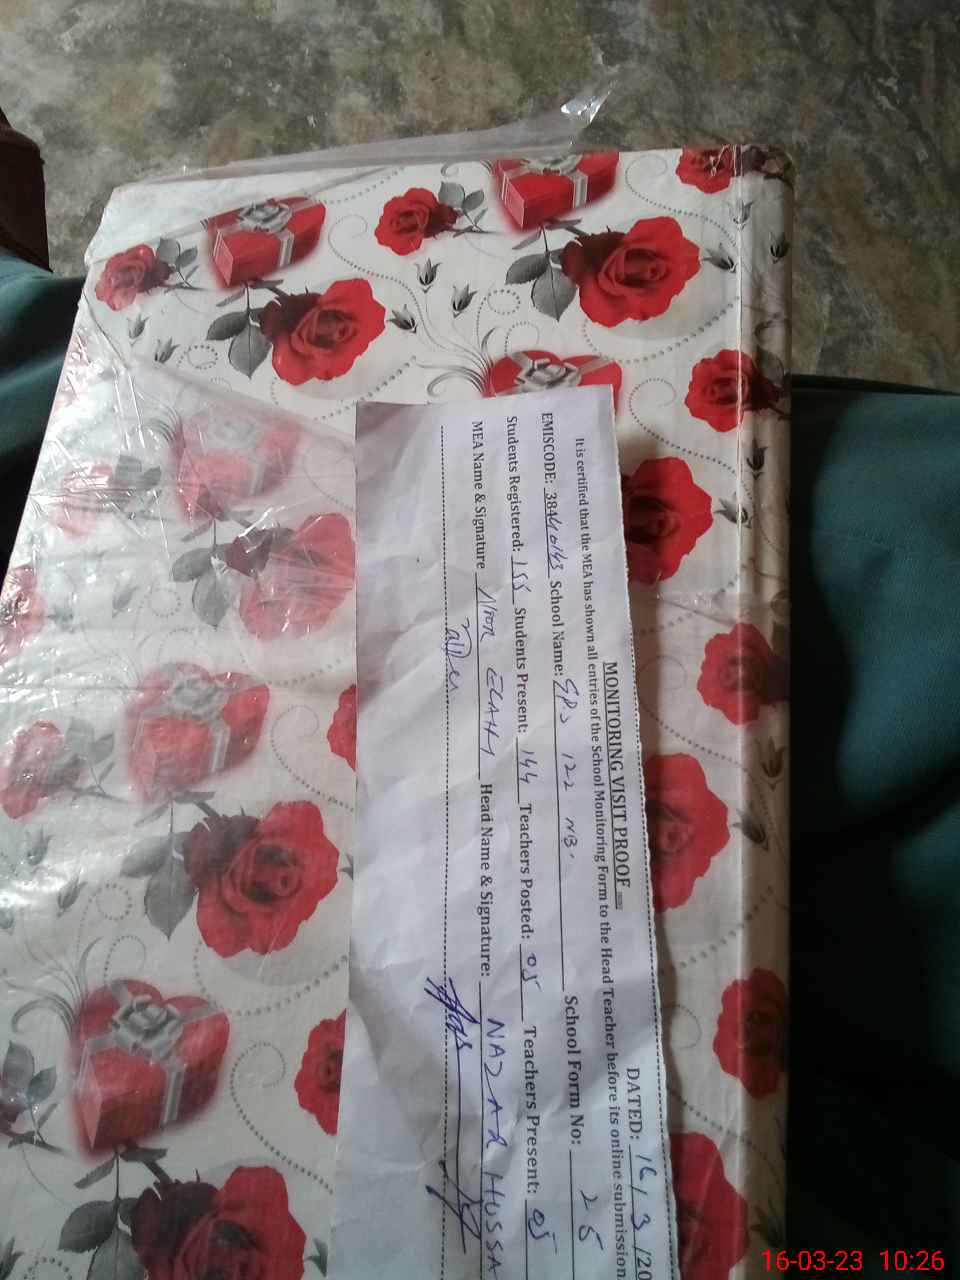 MONITORING VISIT PROOF DATED: 16/3/20
It is certified that the MEA has shown all entries of the School Monitoring Form to the Head Teacher before its online submission
EMISCODE: 38440143 School Name: GPS 122 NB. School Form No: 25
Students Registered: 155 Students Present: 144 Teachers Posted: 05 Teachers Present: 05
MEA Name & Signature Noor ELAHI Head Name & Signature: NAZAR HUSSA
16-03-23 10:26